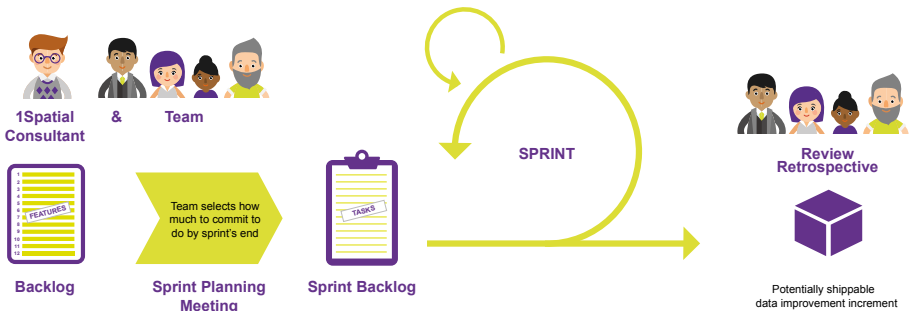 1Spatial & Team
Consultant
SPRINT
Review
Retrospective
1
2
3
4
5
6
7
8
9
10
11
12
FEATURES
Team selects how
much to commit to
do by sprint's end
TASKS
Backlog
Sprint Planning
Meeting
Sprint Backlog
Potentially shippable
data improvement increment